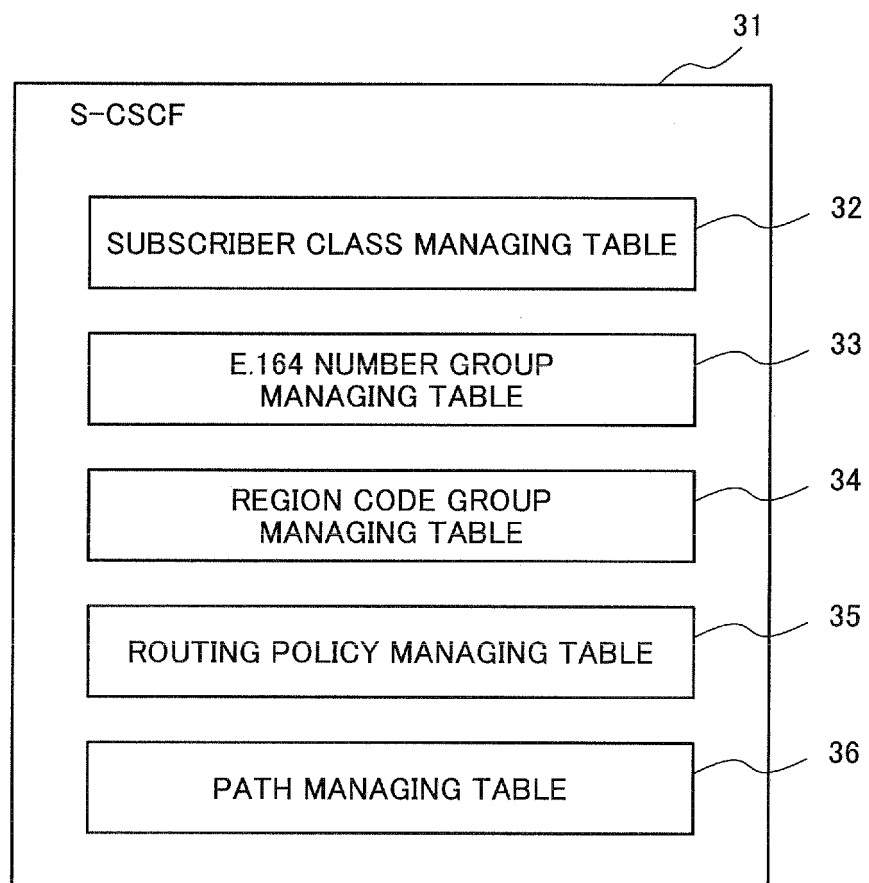 31
S-CSCF
SUBSCRIBER CLASS MANAGING TABLE
32
E.164 NUMBER GROUP
MANAGING TABLE
33
REGION CODE GROUP
MANAGING TABLE
34
ROUTING POLICY MANAGING TABLE
35
PATH MANAGING TABLE
36